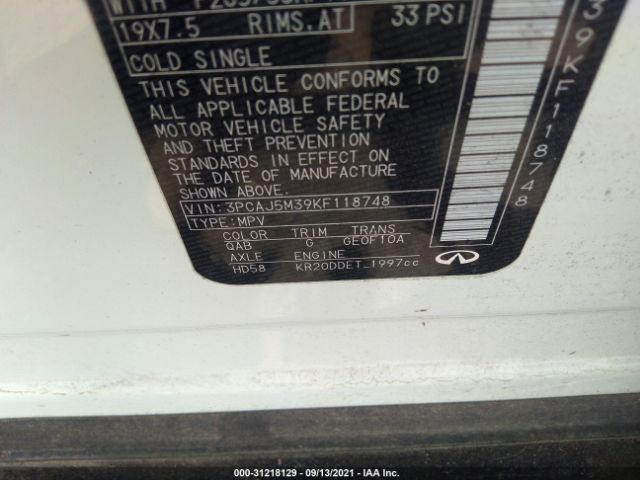 WITH
19X7.5 RIMS.AT 33 PSI
COLD SINGLE
THIS VEHICLE CONFORMS TO
ALL APPLICABLE FEDERAL
MOTOR VEHICLE SAFETY
AND THEFT PREVENTION
STANDARDS IN EFFECT ON
THE DATE OF MANUFACTURE
SHOWN ABOVE.
VIN: 3PCAJ5M39KF118748
TYPE: MPV
COLOR TRIM TRANS
QAB G GE0F10A
AXLE ENGINE
HD58 KR20DDET 1997cc
39KF118748
INFINITI
000-31218129 - 09/13/2021 - IAA Inc.